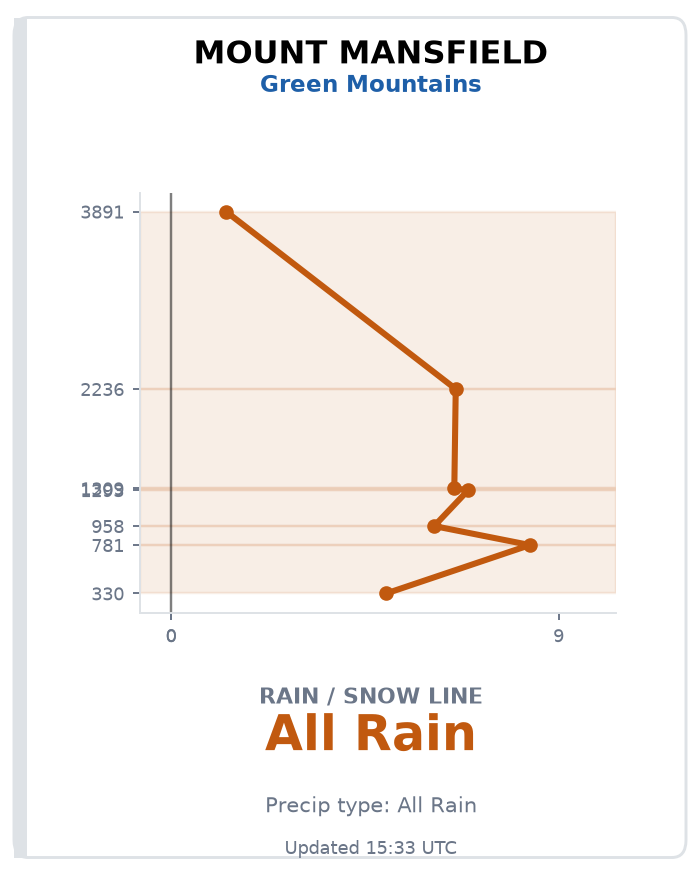 MOUNT MANSFIELD
Green Mountains
3891
2236
958
781
330
0
9
RAIN / SNOW LINE
All Rain
Precip type: All Rain
Updated 15:33 UTC